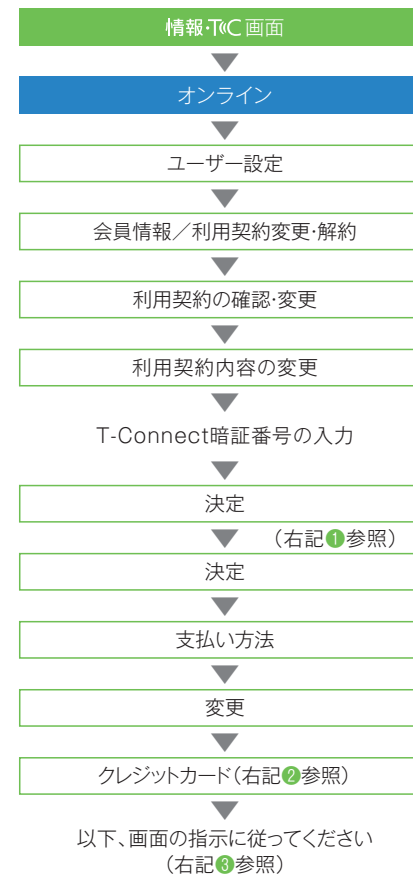 情報・T⟪C 画面
オンライン
ユーザー設定
会員情報／利用契約変更・解約
利用契約の確認・変更
利用契約内容の変更
T-Connect暗証番号の入力
決定
（右記❶参照）
決定
支払い方法
変更
クレジットカード（右記❷参照）
以下、画面の指示に従ってください
（右記❸参照）